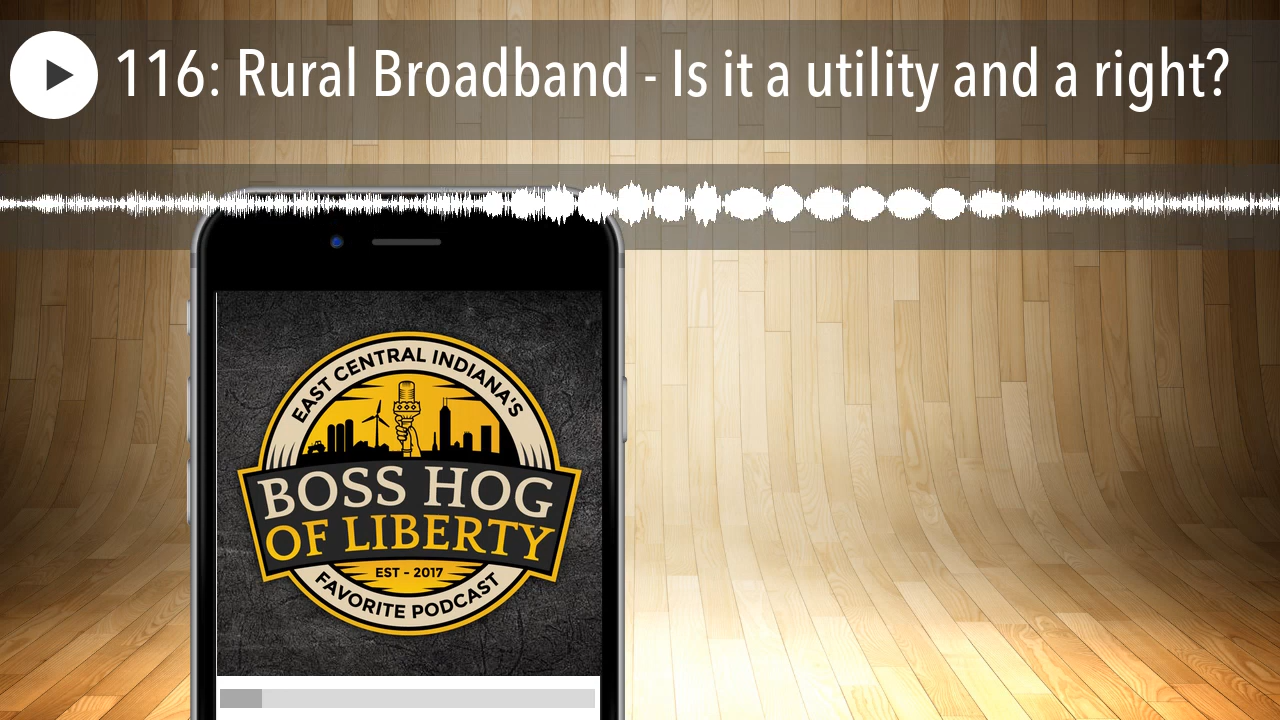 116: Rural Broadband - Is it a utility and a right?
EAST CENTRAL INDIANA'S
BOSS HOG
OF LIBERTY
EST - 2017
FAVORITE PODCAST